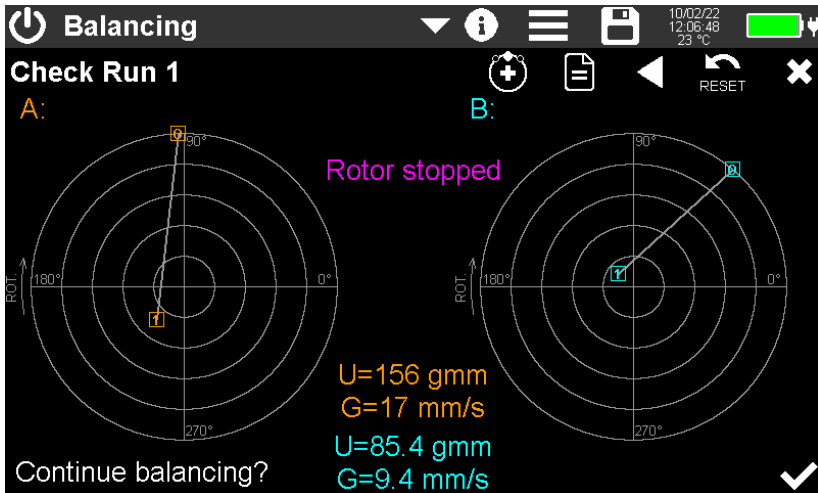 Balancing
10/02/22
12:06:48
23 °C
Check Run 1
RESET
A:
B:
0
90°
Rotor stopped
90°
0
ROT.
180°
0°
1
ROT.
180°
0°
1
U=156 gmm
G=17 mm/s
270°
270°
U=85.4 gmm
G=9.4 mm/s
Continue balancing?